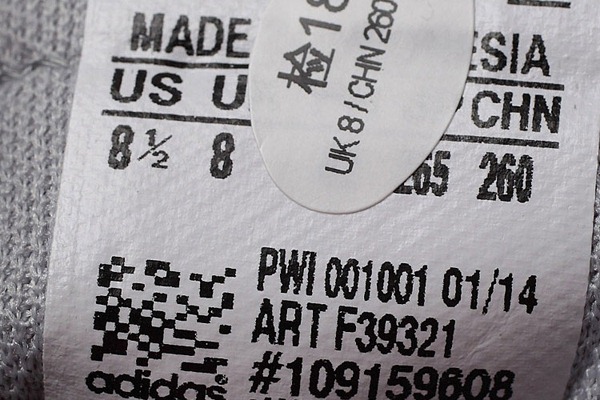 MADE
SIA
US U
CHN
8½ 8
265 260
检 18
UK 8 / CHN 260
PWI 001001 01/14
ART F39321
#109159608
adidas